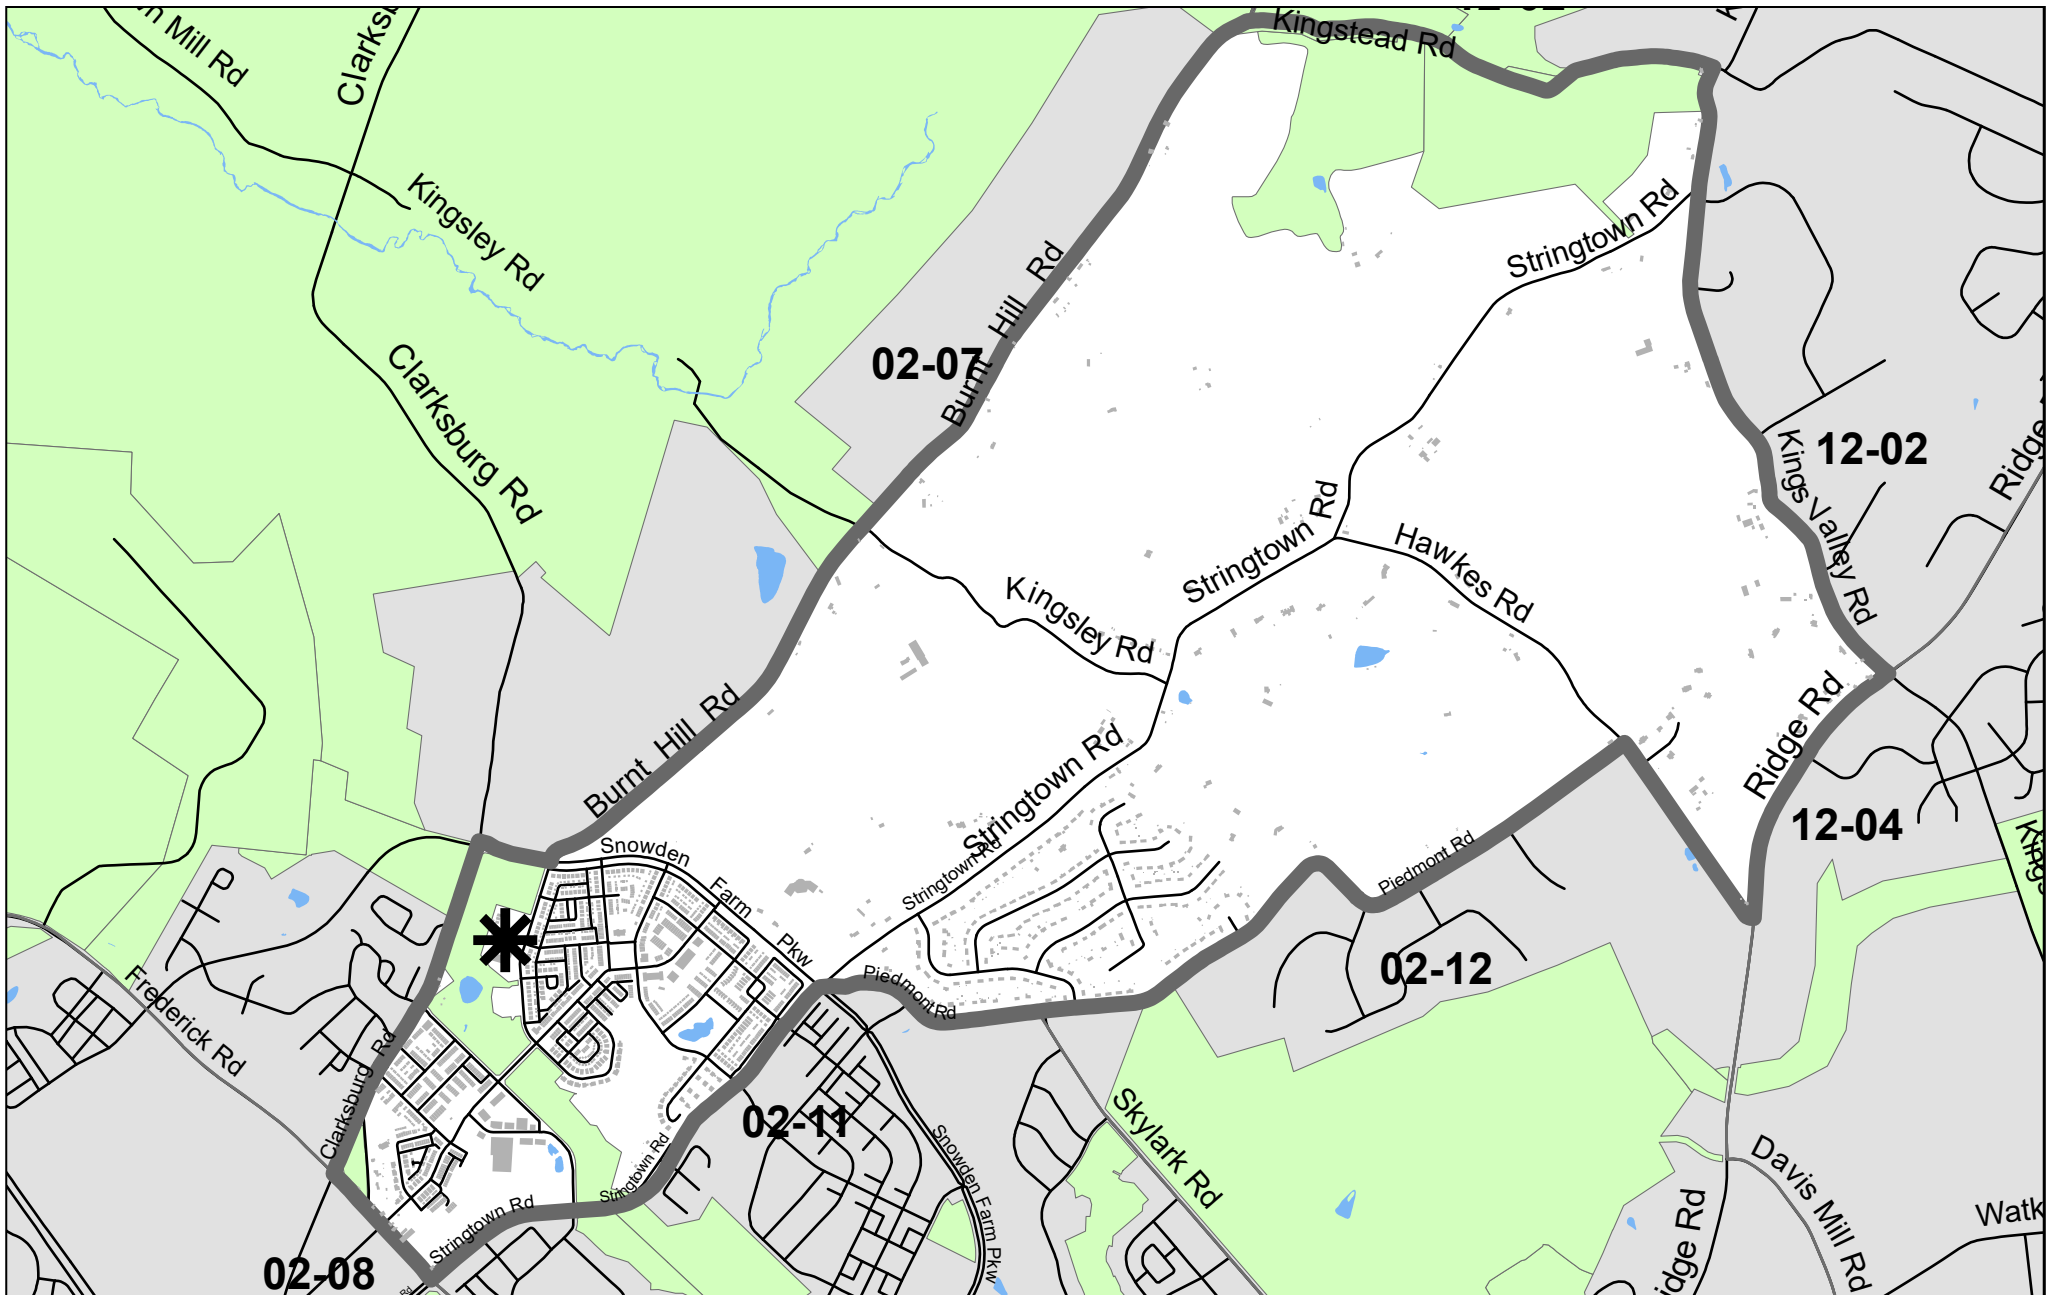 Mill Rd
Kingstead Rd
Kingsley Rd
Stringtown Rd
Burnt Hill Rd
02-07
Clarksburg Rd
Kings Valley Rd
12-02
Stringtown Rd
Hawkes Rd
Kingsley Rd
Burnt Hill Rd
Stringtown Rd
Ridge Rd
12-04
Stringtown Rd
Piedmont Rd
Snowden Farm Pkw
02-12
Piedmont Rd
Frederick Rd
Clarksburg Rd
02-11
Stringtown Rd
Snowden Farm Pkw
Skylark Rd
Davis Mill Rd
Stringtown Rd
02-08
Rd